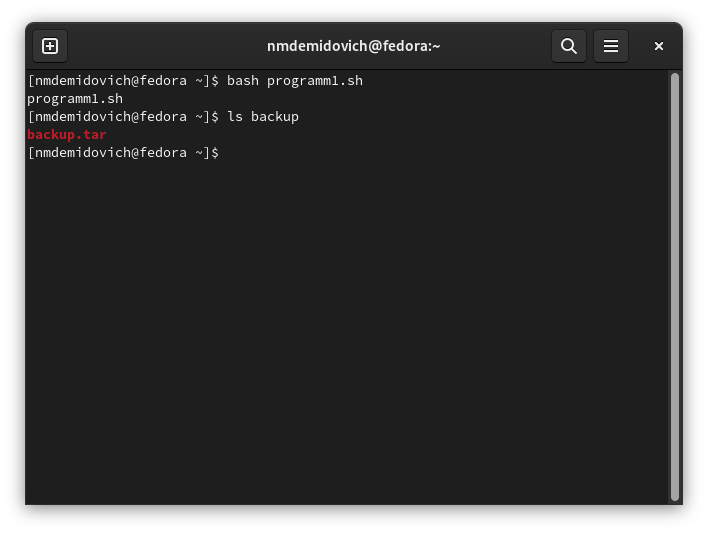 nmdemidovich@fedora:~
[nmdemidovich@fedora ~]$ bash programm1.sh
programm1.sh
[nmdemidovich@fedora ~]$ ls backup
backup.tar
[nmdemidovich@fedora ~]$